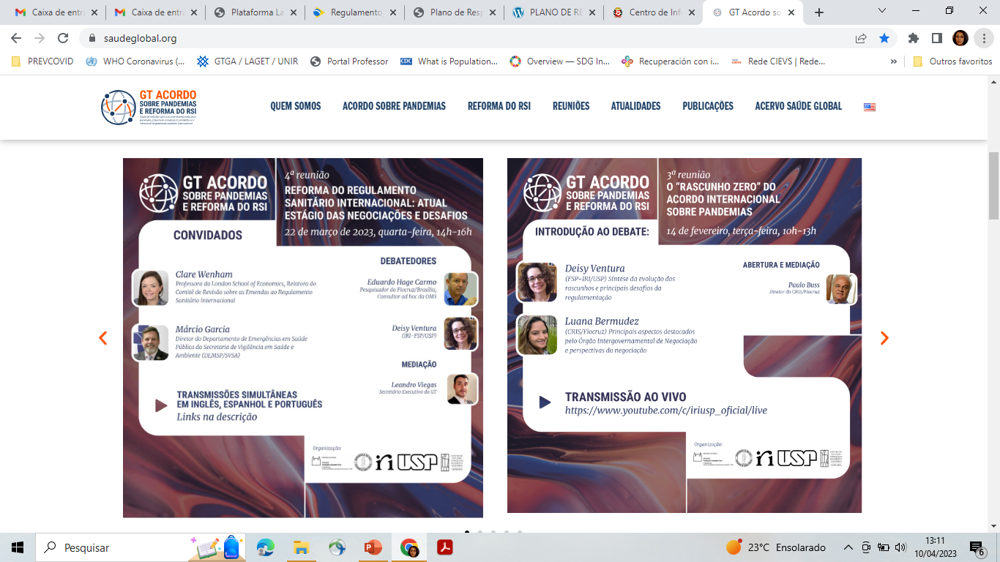 Caixa de entra
Caixa de entra
Plataforma La
Regulamento
Plano de Resp
PLANO DE RE
Centro de Info
GT Acordo so
saudeglobal.org
PREVCOVID
WHO Coronavirus (...
GTGA / LAGET / UNIR
Portal Professor
What is Population...
Overview — SDG In...
Recuperación con i...
Rede CIEVS | Rede...
»
Outros favoritos
GT ACORDO
SOBRE PANDEMIAS
E REFORMA DO RSI
QUEM SOMOS
ACORDO SOBRE PANDEMIAS
REFORMA DO RSI
REUNIÕES
ATUALIDADES
PUBLICAÇÕES
ACERVO SAÚDE GLOBAL
GT ACORDO
SOBRE PANDEMIAS
E REFORMA DO RSI
4ª reunião
REFORMA DO REGULAMENTO
SANITÁRIO INTERNACIONAL: ATUAL
ESTÁGIO DAS NEGOCIAÇÕES E DESAFIOS
22 de março de 2023, quarta-feira, 14h-16h
CONVIDADOS
Clare Wenham
Professora da London School of Economics, Relatora do
Comitê de Revisão sobre as Emendas ao Regulamento
Sanitário Internacional
Márcio Garcia
Diretor do Departamento de Emergências em Saúde
Pública da Secretaria de Vigilância em Saúde e
Ambiente (DEMSP/SVSA)
DEBATEDORES
Eduardo Hage Carmo
Pesquisador da Fiocruz/Brasília,
Consultor ad hoc da OMS
Deisy Ventura
(IRI-FSP/USP)
MEDIAÇÃO
Leandro Viegas
Secretário Executivo do GT
TRANSMISSÕES SIMULTÂNEAS
EM INGLÊS, ESPANHOL E PORTUGUÊS
Links na descrição
Organização:
iri USP
GT ACORDO
SOBRE PANDEMIAS
E REFORMA DO RSI
3ª reunião
O “RASCUNHO ZERO” DO
ACORDO INTERNACIONAL
SOBRE PANDEMIAS
14 de fevereiro, terça-feira, 10h-13h
INTRODUÇÃO AO DEBATE:
Deisy Ventura
(FSP-IRI/USP) Síntese da evolução dos
rascunhos e principais desafios da
regulamentação
Luana Bermudez
(CRIS/Fiocruz) Principais aspectos destacados
pelo Órgão Intergovernamental de Negociação
e perspectivas da negociação
ABERTURA E MEDIAÇÃO
Paulo Buss
Diretor do CRIS/Fiocruz
TRANSMISSÃO AO VIVO
https://www.youtube.com/c/iriusp_oficial/live
Organização:
iri USP
Pesquisar
23°C Ensolarado
13:11
10/04/2023
6